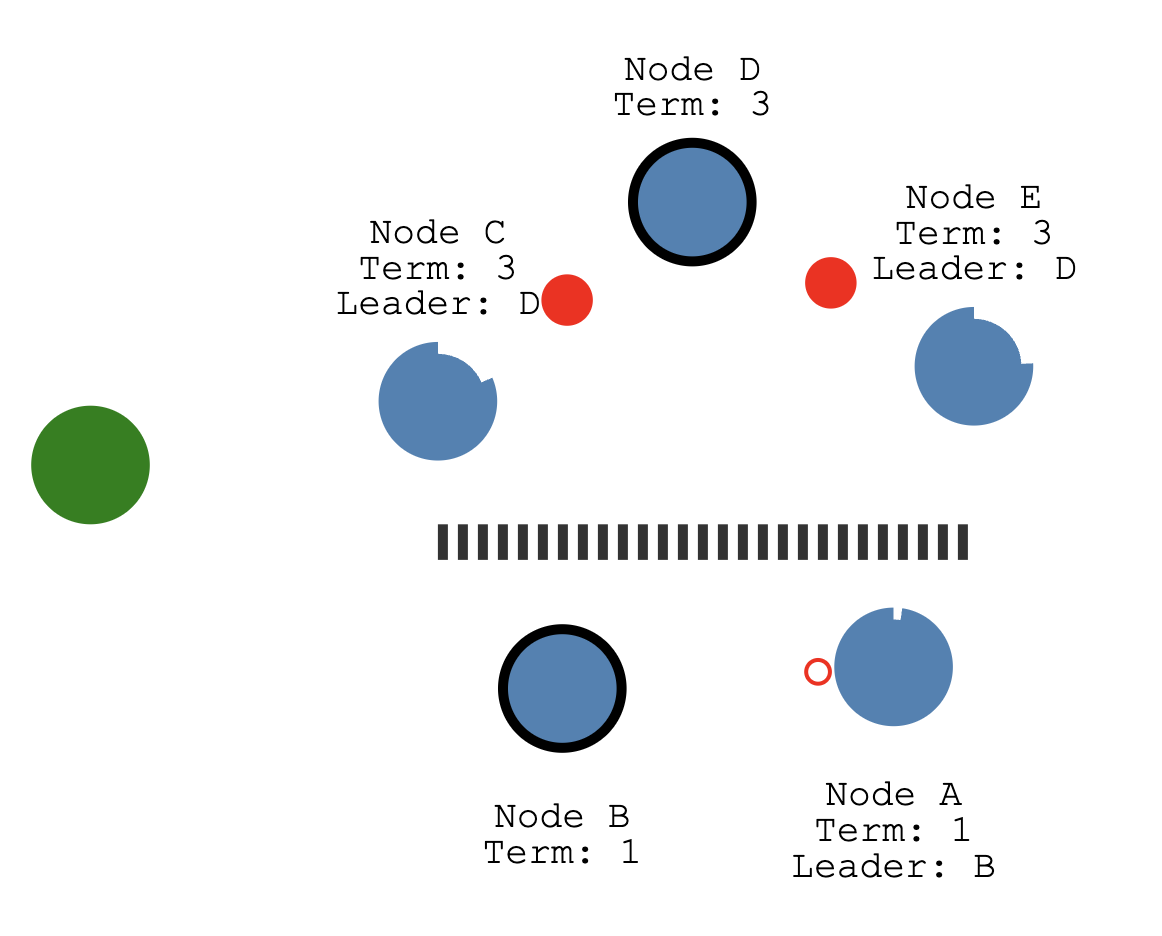 Node D
Term: 3
Node E
Term: 3
Leader: D
Node C
Term: 3
Leader: D
Node B
Term: 1
Node A
Term: 1
Leader: B